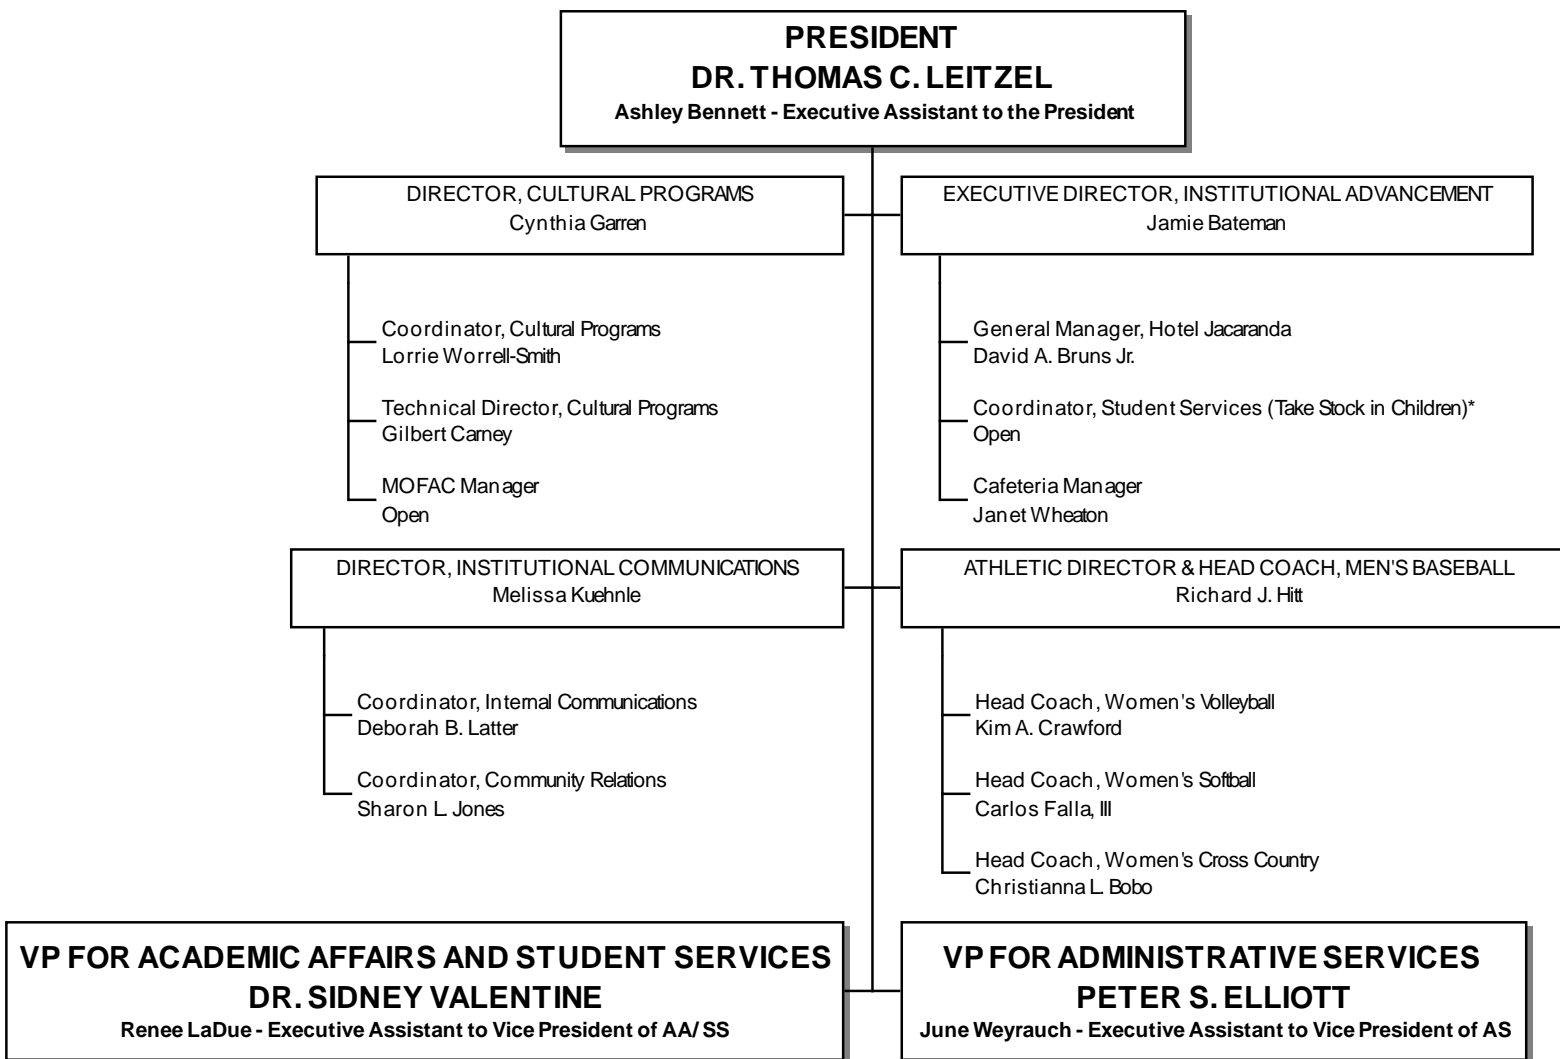 PRESIDENT
DR. THOMAS C. LEITZEL
Ashley Bennett - Executive Assistant to the President
DIRECTOR, CULTURAL PROGRAMS
Cynthia Garren
Coordinator, Cultural Programs
Lorrie Worrell-Smith
Technical Director, Cultural Programs
Gilbert Carney
MOFAC Manager
Open
EXECUTIVE DIRECTOR, INSTITUTIONAL ADVANCEMENT
Jamie Bateman
General Manager, Hotel Jacaranda
David A. Bruns Jr.
Coordinator, Student Services (Take Stock in Children)*
Open
Cafeteria Manager
Janet Wheaton
DIRECTOR, INSTITUTIONAL COMMUNICATIONS
Melissa Kuehnle
Coordinator, Internal Communications
Deborah B. Latter
Coordinator, Community Relations
Sharon L. Jones
ATHLETIC DIRECTOR & HEAD COACH, MEN'S BASEBALL
Richard J. Hitt
Head Coach, Women's Volleyball
Kim A. Crawford
Head Coach, Women's Softball
Carlos Falla, III
Head Coach, Women's Cross Country
Christianna L. Bobo
VP FOR ACADEMIC AFFAIRS AND STUDENT SERVICES
DR. SIDNEY VALENTINE
Renee LaDue - Executive Assistant to Vice President of AA/SS
VP FOR ADMINISTRATIVE SERVICES
PETER S. ELLIOTT
June Weyrauch - Executive Assistant to Vice President of AS